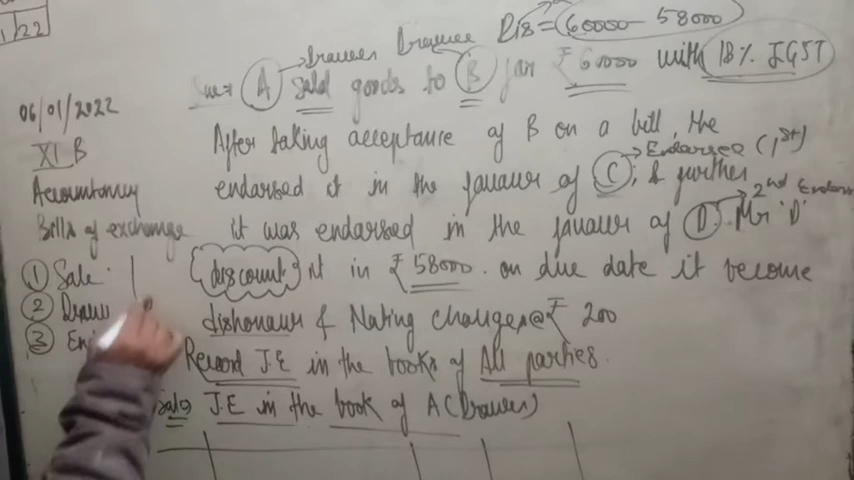 1/22
Dis = 60000 - 58000
Drawer Drawee
A sold goods to B for ₹ 60000 with 18% IGST
06/01/2022
After taking acceptance of B on a bill, the
XI B
Endorsee (1st)
Accountancy
endorsed it in the favour of C, & further
2nd Endors
Bills of exchange
it was endorsed in the favour of D. Mr 'D'
① Sale
discount it in ₹ 58000. on due date it become
② Draw
dishonour & Noting charges @ ₹ 200
③ En
Record J.E in the books of All parties.
J.E in the book of A (Drawer)